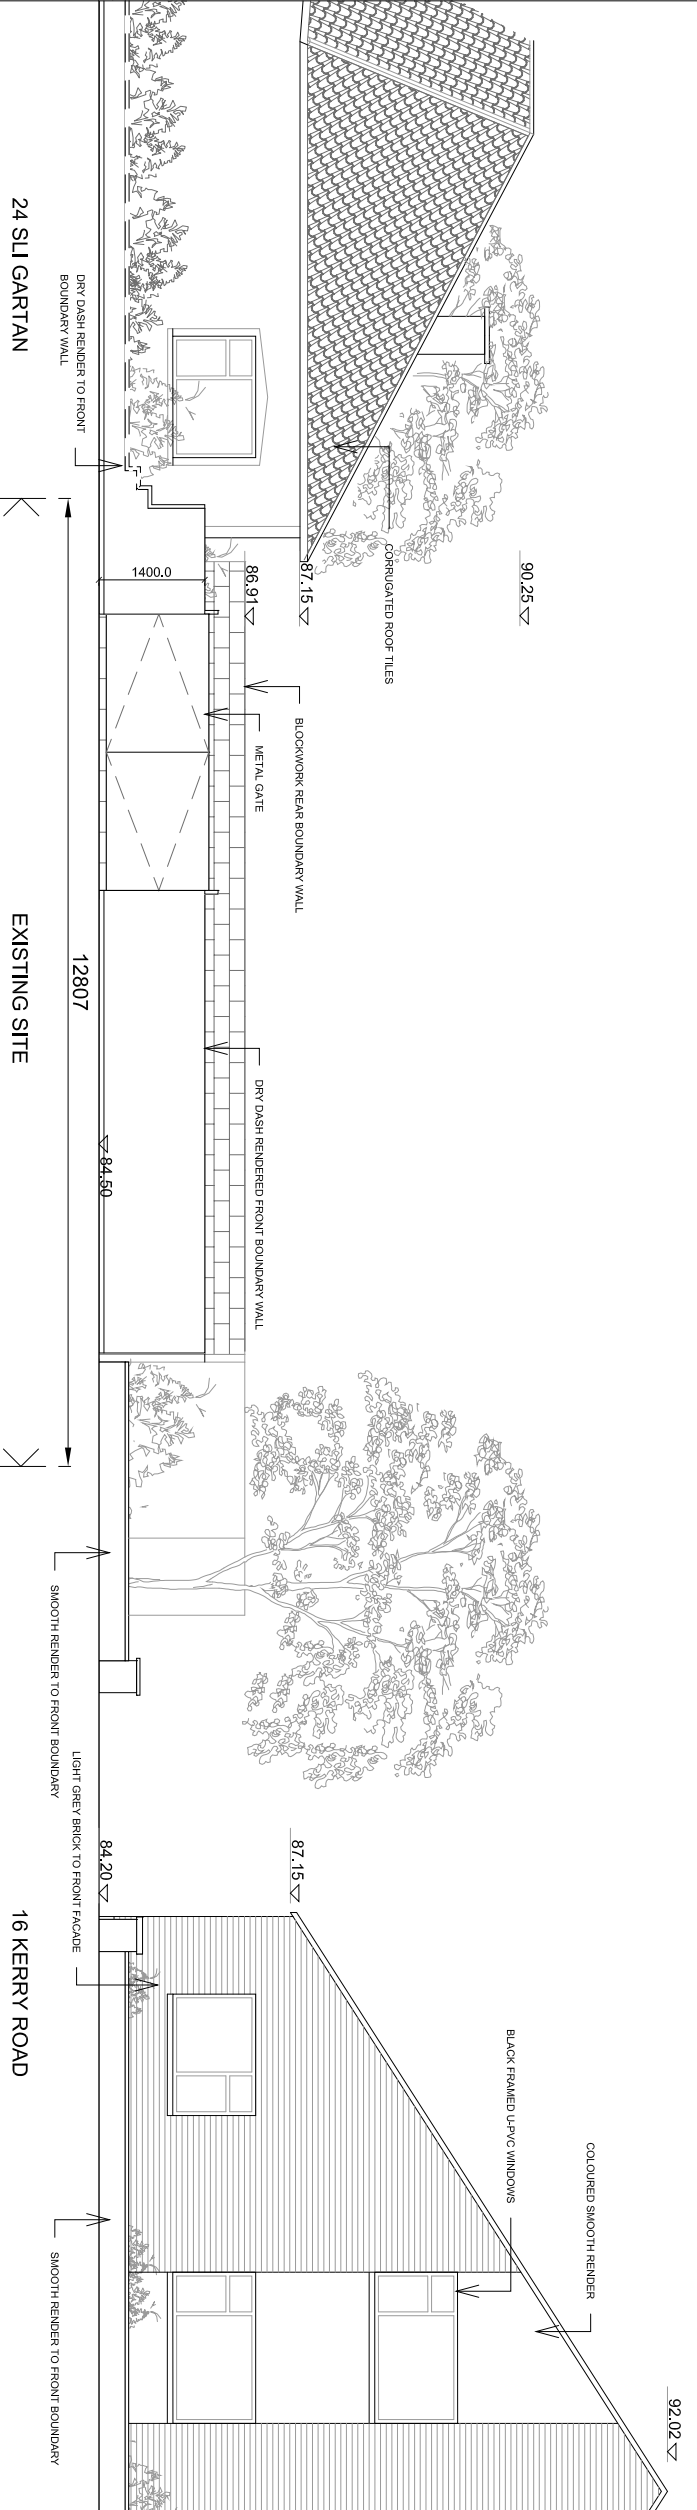 90.25
CORRUGATED ROOF TILES
87.15
86.91
1400.0
DRY DASH RENDER TO FRONT
BOUNDARY WALL
24 SLI GARTAN
BLOCKWORK REAR BOUNDARY WALL
METAL GATE
DRY DASH RENDERED FRONT BOUNDARY WALL
84.50
12807
EXISTING SITE
SMOOTH RENDER TO FRONT BOUNDARY
LIGHT GREY BRICK TO FRONT FACADE
87.15
84.20
16 KERRY ROAD
BLACK FRAMED U-PVC WINDOWS
COLOURED SMOOTH RENDER
92.02
SMOOTH RENDER TO FRONT BOUNDARY